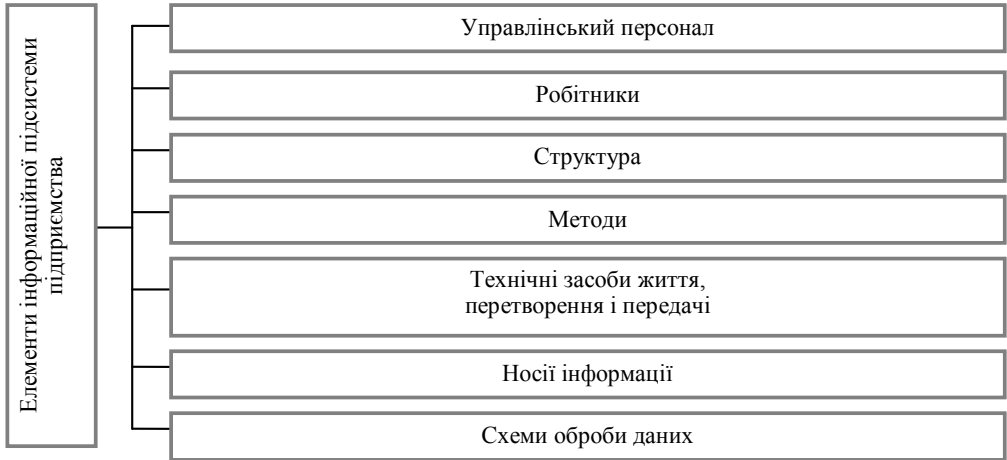 Елементи інформаційної підсистеми
підприємства
Управлінський персонал
Робітники
Структура
Методи
Технічні засоби життя,
перетворення і передачі
Носії інформації
Схеми оброби даних